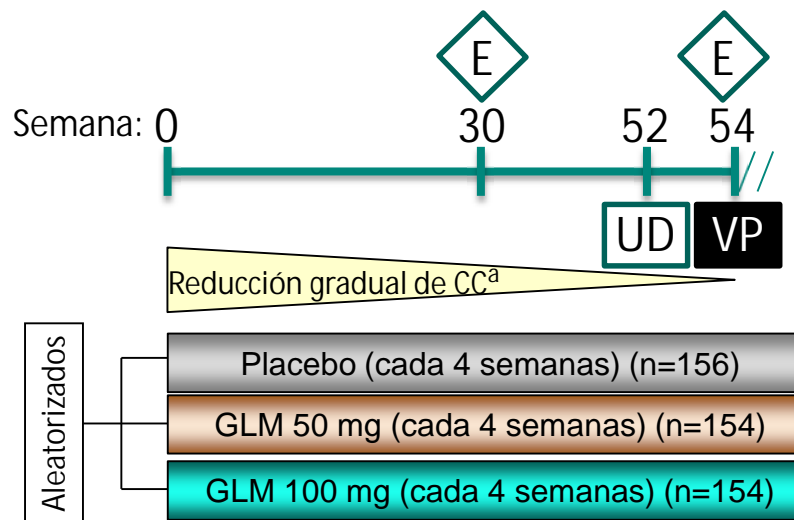 E E
Semana: 0 30 52 54
UD VP
Reducción gradual de CCª
Aleatorizados
Placebo (cada 4 semanas) (n=156)
GLM 50 mg (cada 4 semanas) (n=154)
GLM 100 mg (cada 4 semanas) (n=154)